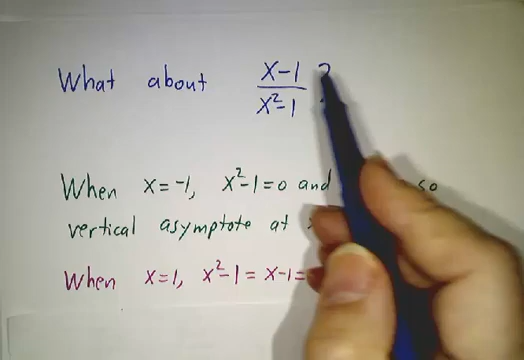 What about x-1 ?
x²-1
When x=-1, x²-1=0 and so
vertical asymptote at
When x=1, x²-1 = x-1=